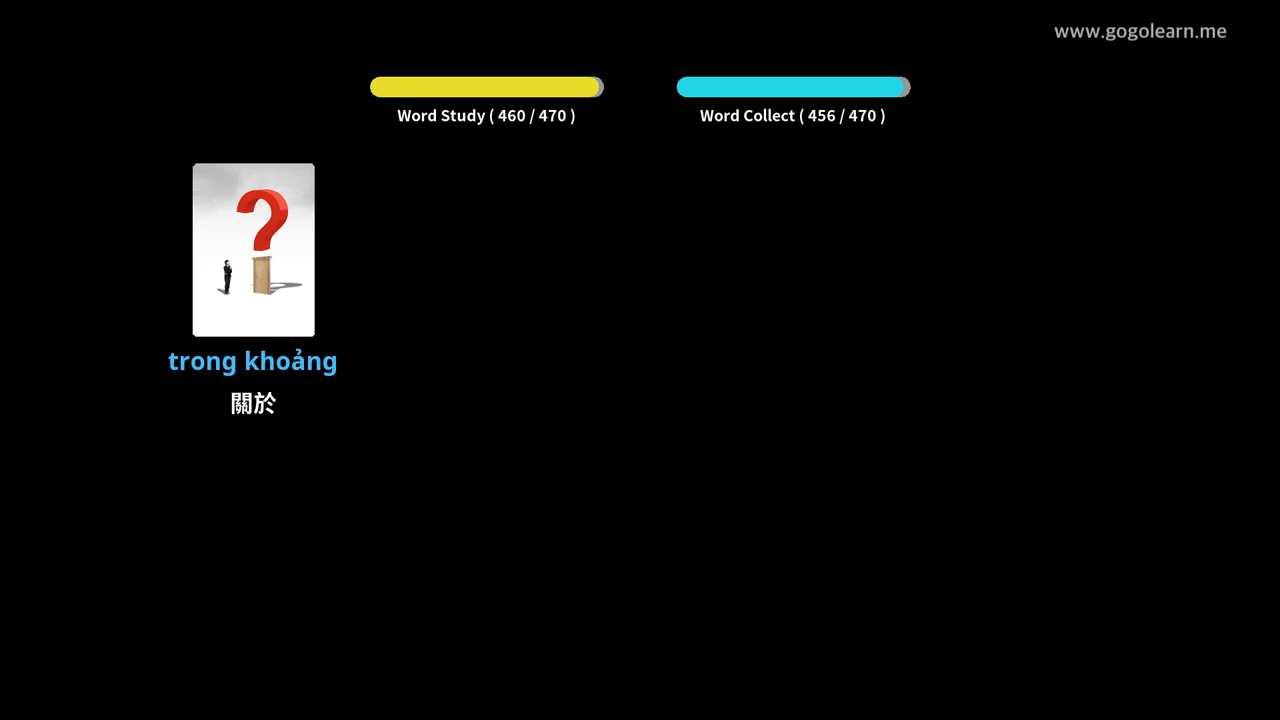 www.gogolearn.me
Word Study ( 460 / 470 )
Word Collect ( 456 / 470 )
trong khoảng
關於